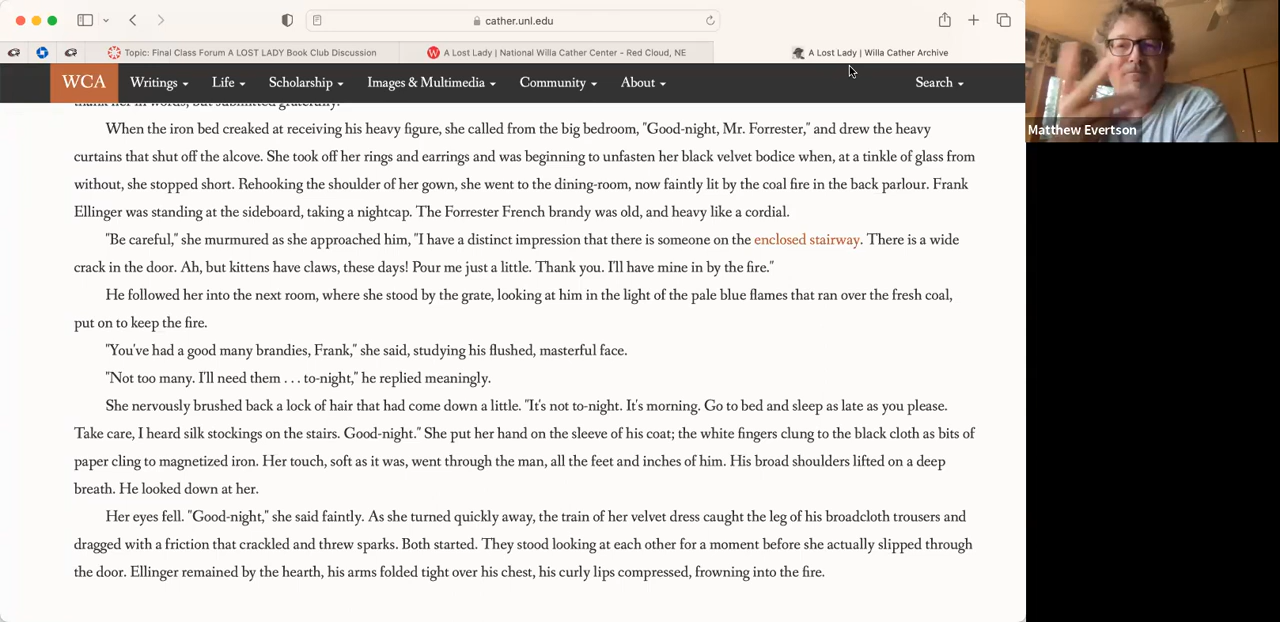 cather.unl.edu
Topic: Final Class Forum A LOST LADY Book Club Discussion
A Lost Lady | National Willa Cather Center - Red Cloud, NE
A Lost Lady | Willa Cather Archive
WCA Writings Life Scholarship Images & Multimedia Community About Search
thank her in words, but submitted gratefully.
When the iron bed creaked at receiving his heavy figure, she called from the big bedroom, "Good-night, Mr. Forrester," and drew the heavy
curtains that shut off the alcove. She took off her rings and earrings and was beginning to unfasten her black velvet bodice when, at a tinkle of glass from
without, she stopped short. Rehooking the shoulder of her gown, she went to the dining-room, now faintly lit by the coal fire in the back parlour. Frank
Ellinger was standing at the sideboard, taking a nightcap. The Forrester French brandy was old, and heavy like a cordial.
"Be careful," she murmured as she approached him, "I have a distinct impression that there is someone on the enclosed stairway. There is a wide
crack in the door. Ah, but kittens have claws, these days! Pour me just a little. Thank you. I'll have mine in by the fire."
He followed her into the next room, where she stood by the grate, looking at him in the light of the pale blue flames that ran over the fresh coal,
put on to keep the fire.
"You've had a good many brandies, Frank," she said, studying his flushed, masterful face.
"Not too many. I'll need them . . . to-night," he replied meaningly.
She nervously brushed back a lock of hair that had come down a little. "It's not to-night. It's morning. Go to bed and sleep as late as you please.
Take care, I heard silk stockings on the stairs. Good-night." She put her hand on the sleeve of his coat; the white fingers clung to the black cloth as bits of
paper cling to magnetized iron. Her touch, soft as it was, went through the man, all the feet and inches of him. His broad shoulders lifted on a deep
breath. He looked down at her.
Her eyes fell. "Good-night," she said faintly. As she turned quickly away, the train of her velvet dress caught the leg of his broadcloth trousers and
dragged with a friction that crackled and threw sparks. Both started. They stood looking at each other for a moment before she actually slipped through
the door. Ellinger remained by the hearth, his arms folded tight over his chest, his curly lips compressed, frowning into the fire.
Matthew Evertson